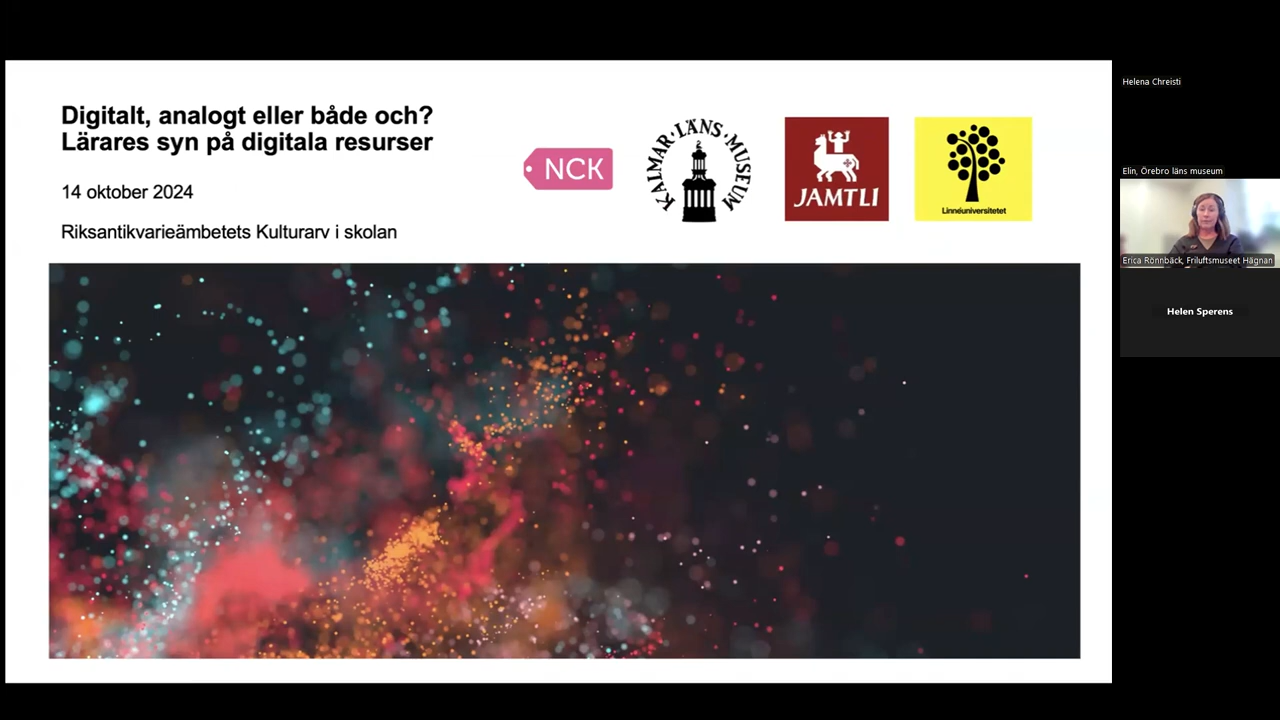 Digitalt, analogt eller både och?
Lärares syn på digitala resurser
14 oktober 2024
Riksantikvarieämbetets Kulturarv i skolan
NCK
KALMAR·LÄNS·MUSEUM
JAMTLI
Linnéuniversitetet
Helena Chreisti
Elin, Örebro läns museum
Erica Rönnbäck, Friluftsmuseet Hägnan
Helen Sperens